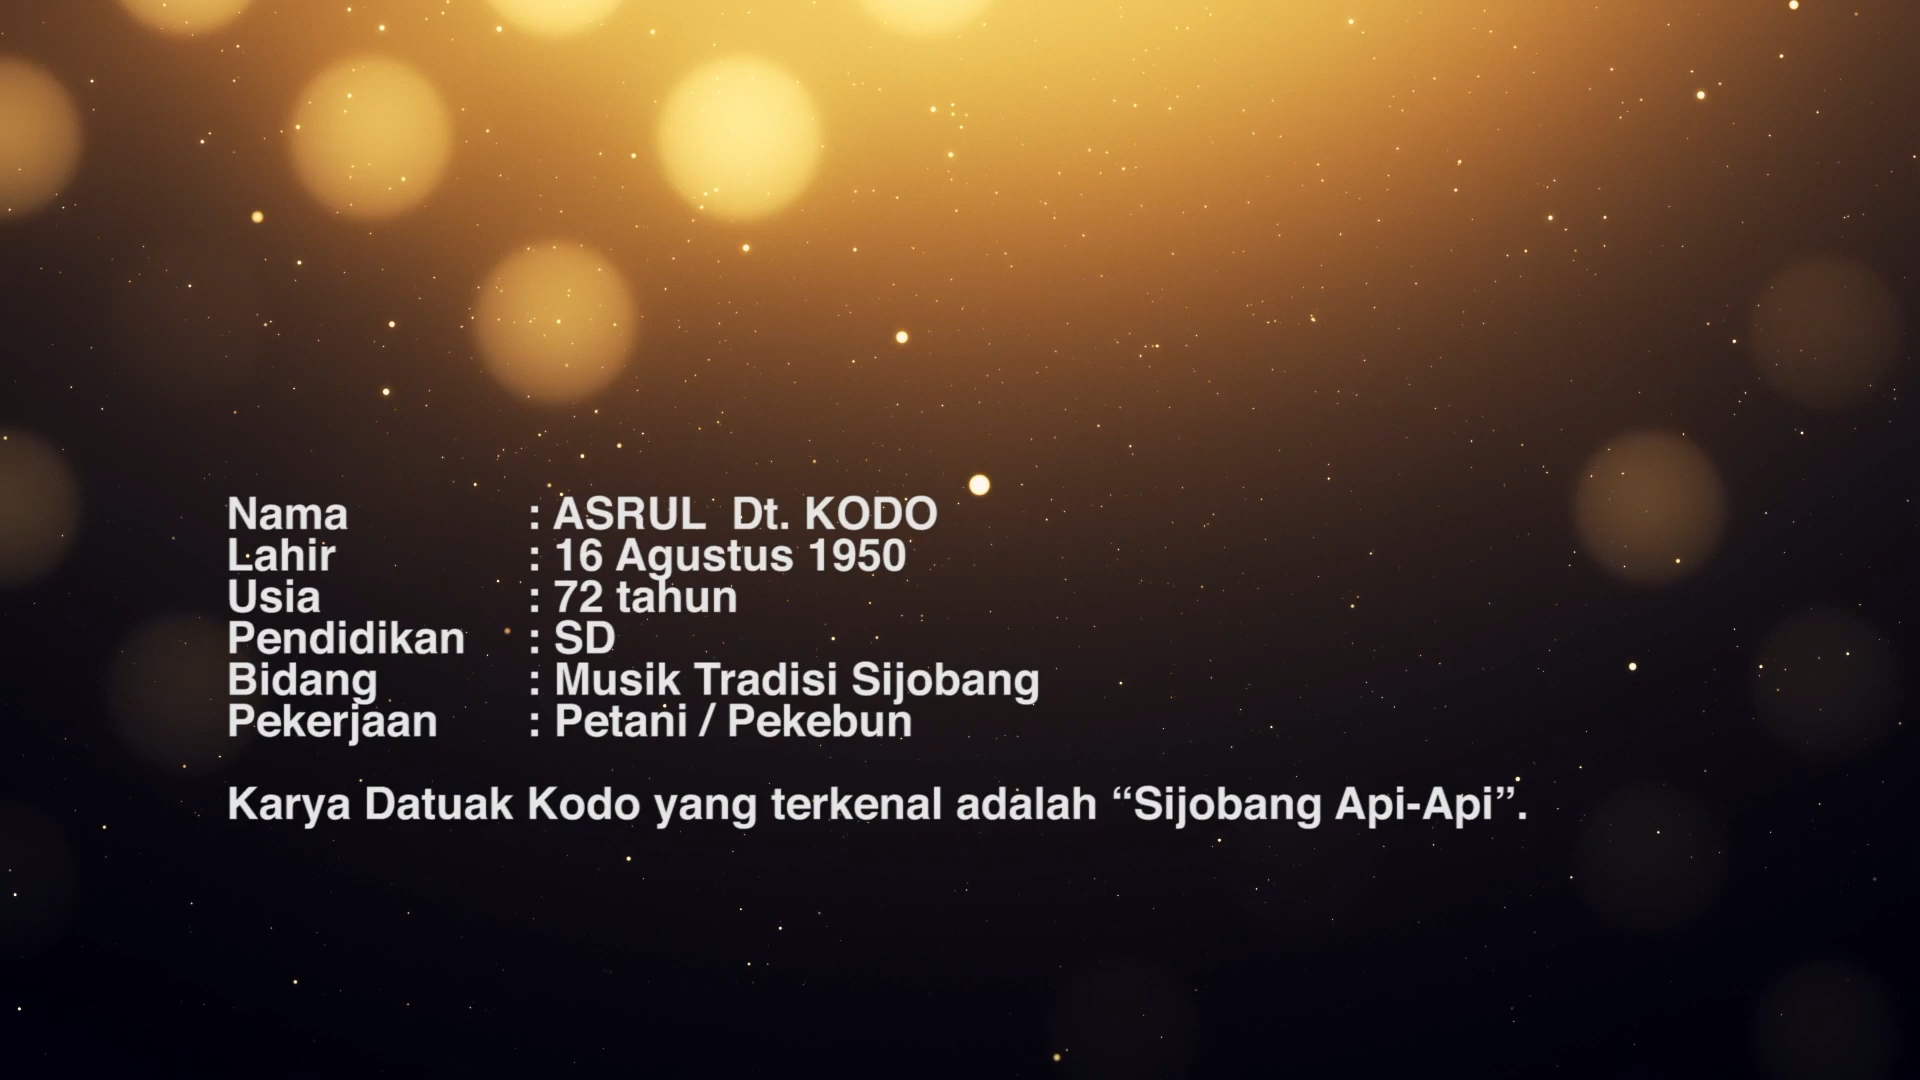 Nama : ASRUL Dt. KODO
Lahir : 16 Agustus 1950
Usia : 72 tahun
Pendidikan : SD
Bidang : Musik Tradisi Sijobang
Pekerjaan : Petani / Pekebun
Karya Datuak Kodo yang terkenal adalah “Sijobang Api-Api”.